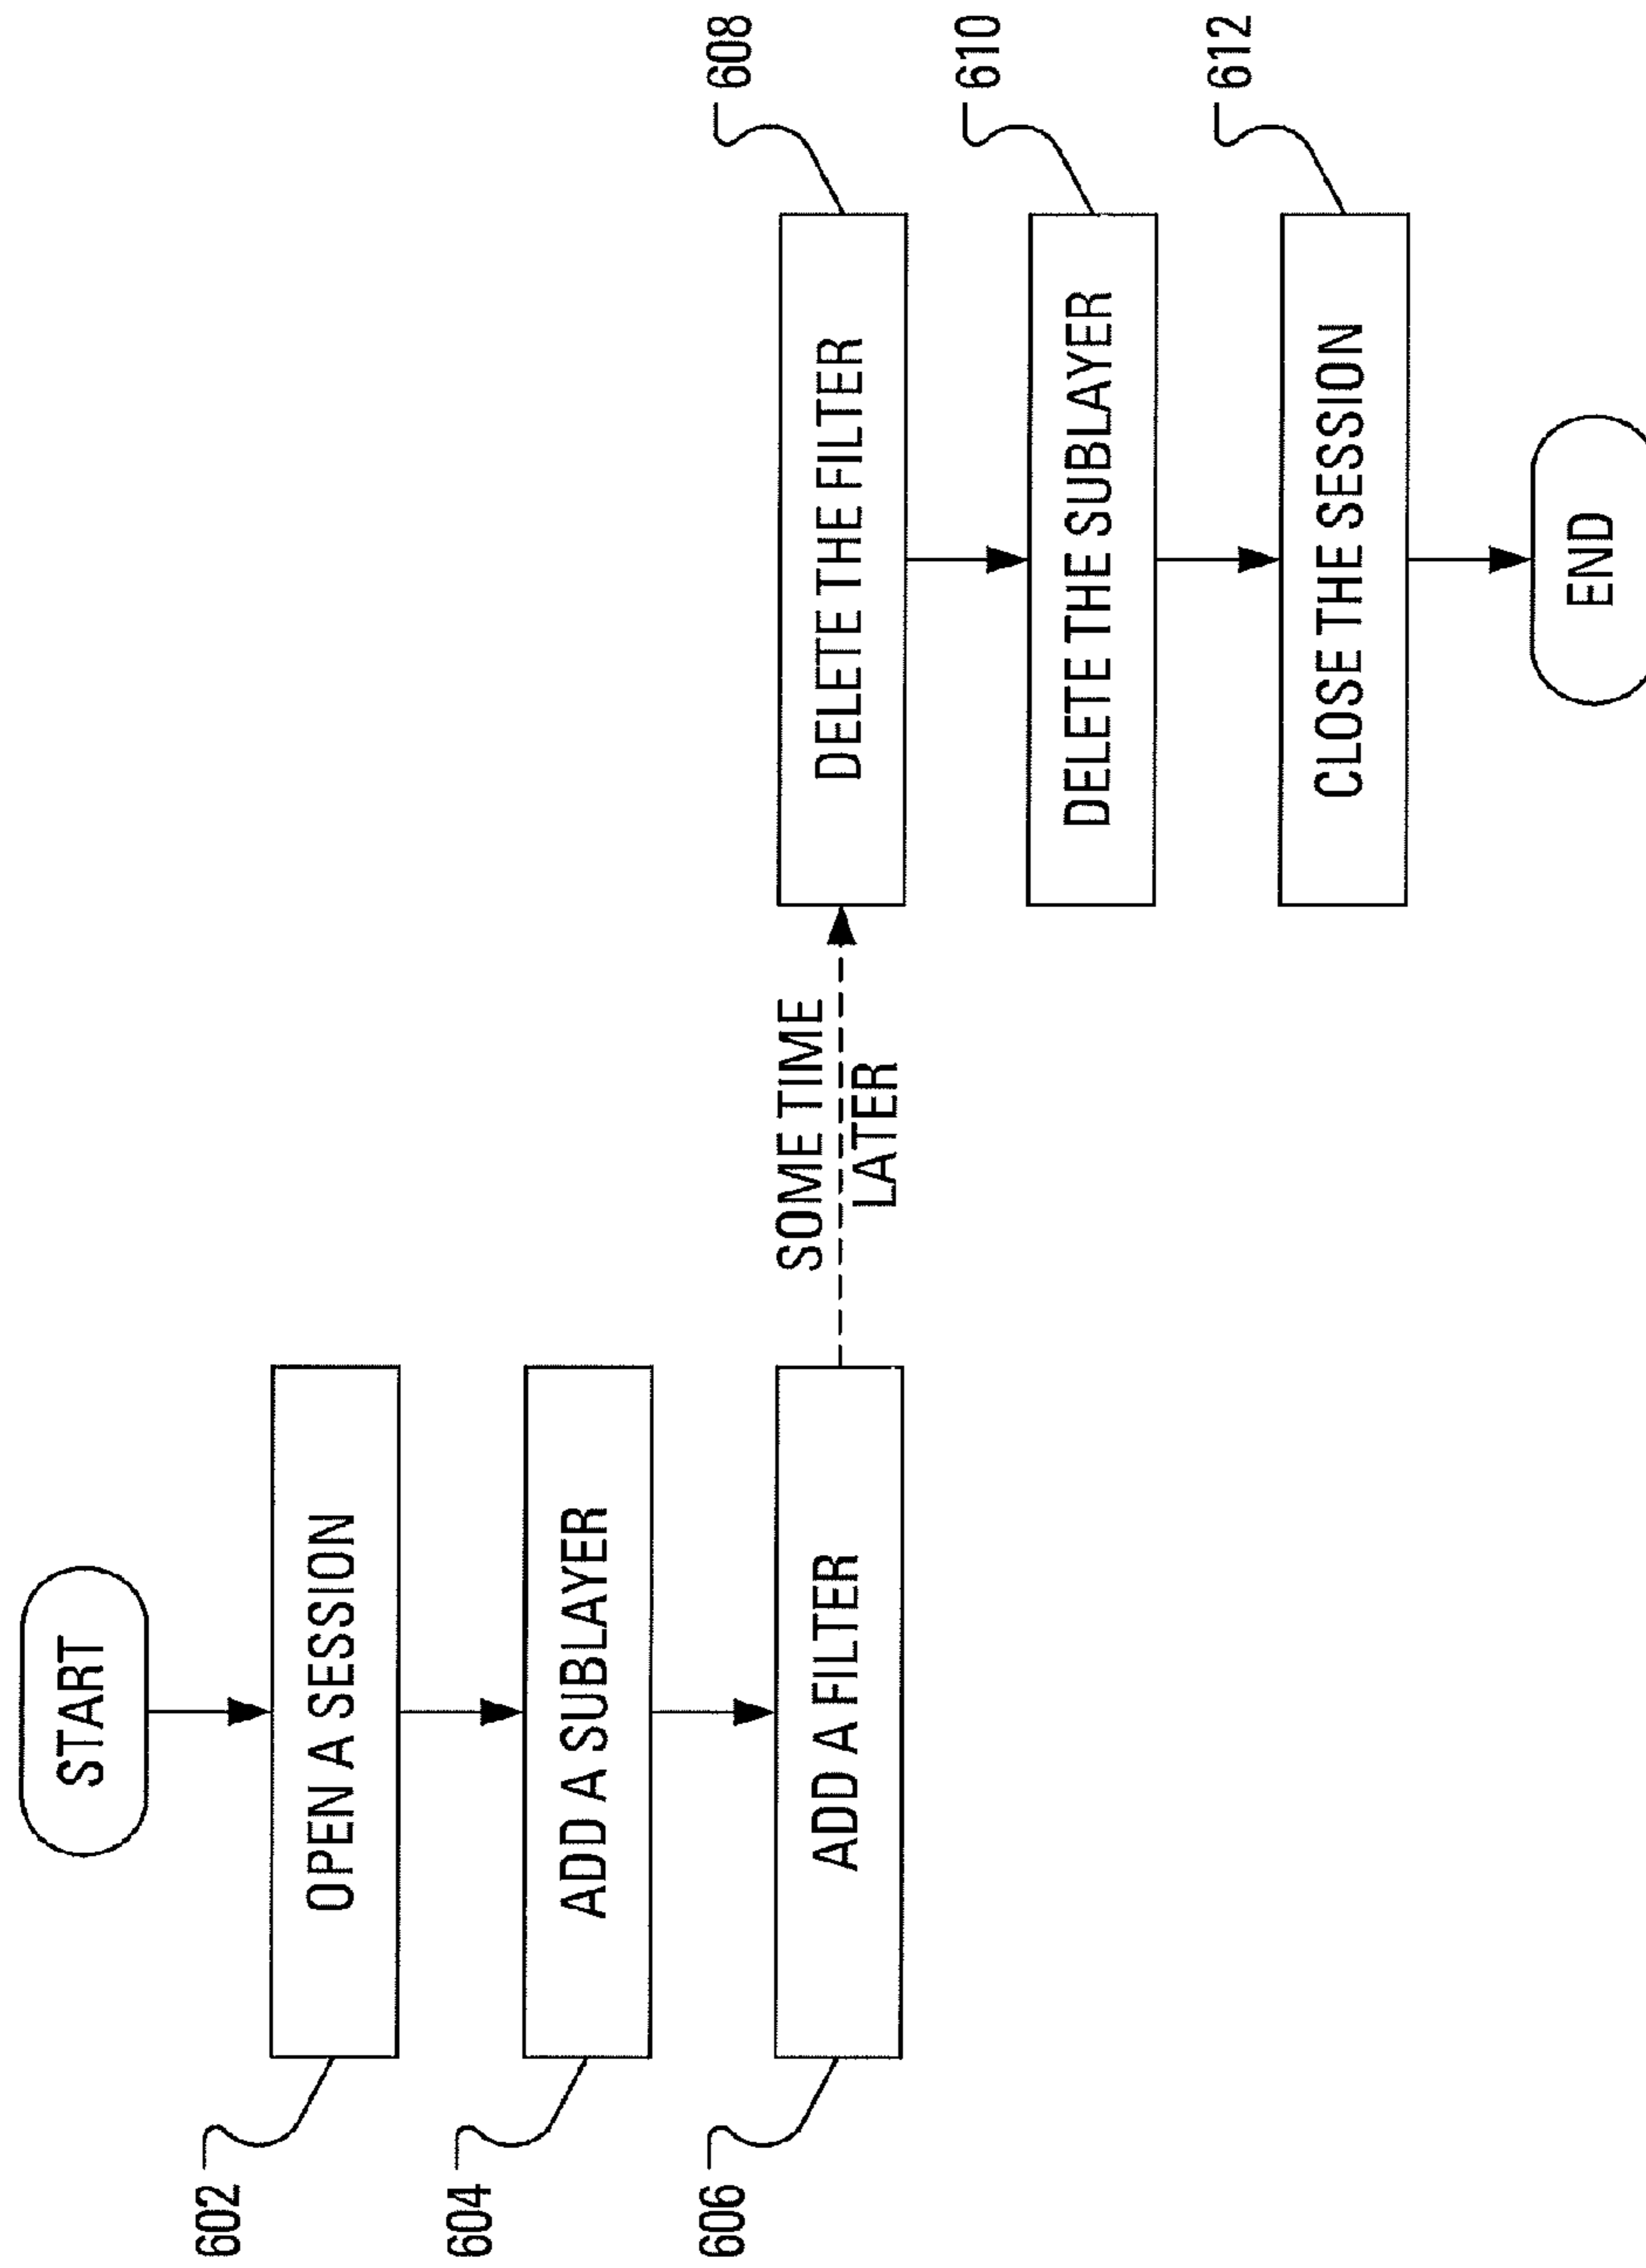 START
602
OPEN A SESSION
604
ADD A SUBLAYER
606
ADD A FILTER
SOME TIME
LATER
608
DELETE THE FILTER
610
DELETE THE SUBLAYER
612
CLOSE THE SESSION
END